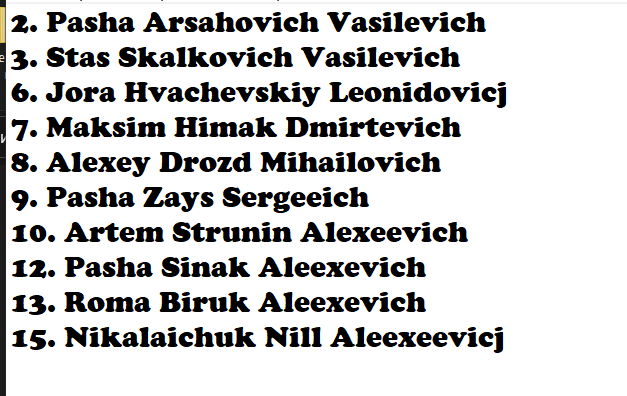 2. Pasha Arsahovich Vasilevich
3. Stas Skalkovich Vasilevich
6. Jora Hvachevskiy Leonidovicj
7. Maksim Himak Dmirtevich
8. Alexey Drozd Mihailovich
9. Pasha Zays Sergeeich
10. Artem Strunin Alexeevich
12. Pasha Sinak Aleexevich
13. Roma Biruk Aleexevich
15. Nikalaichuk Nill Aleexeevicj